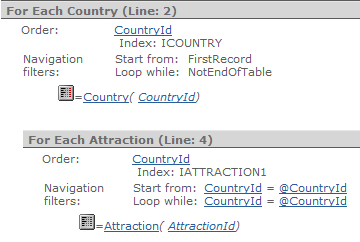 For Each Country (Line: 2)
Order: CountryId
Index: ICOUNTRY
Navigation Start from: FirstRecord
filters: Loop while: NotEndOfTable
=Country( CountryId)
For Each Attraction (Line: 4)
Order: CountryId
Index: IATTRACTION1
Navigation Start from: CountryId = @CountryId
filters: Loop while: CountryId = @CountryId
=Attraction( AttractionId)